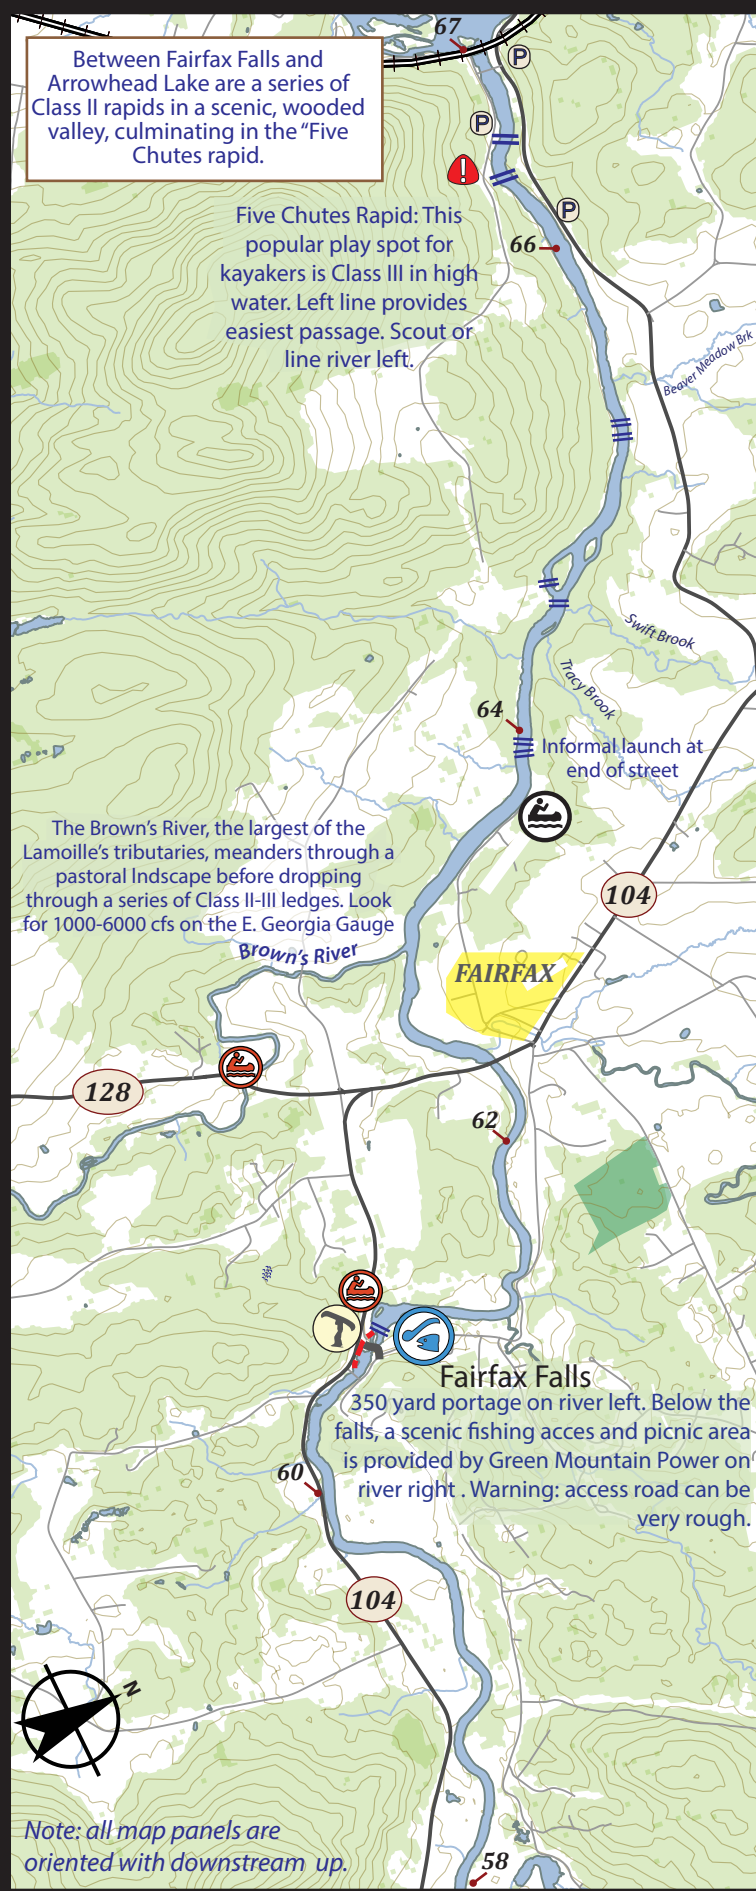 67
Between Fairfax Falls and
Arrowhead Lake are a series of
Class II rapids in a scenic, wooded
valley, culminating in the “Five
Chutes rapid.
P
P
!
P
Five Chutes Rapid: This
popular play spot for
kayakers is Class III in high
water. Left line provides
easiest passage. Scout or
line river left.
66
Beaver Meadow Brk
Swift Brook
Tracy Brook
64
Informal launch at
end of street
The Brown's River, the largest of the
Lamoille's tributaries, meanders through a
pastoral lndscape before dropping
through a series of Class II-III ledges. Look
for 1000-6000 cfs on the E. Georgia Gauge
104
Brown's River
FAIRFAX
128
62
Fairfax Falls
350 yard portage on river left. Below the
falls, a scenic fishing acces and picnic area
is provided by Green Mountain Power on
river right . Warning: access road can be
very rough.
60
104
N
Note: all map panels are
oriented with downstream up.
58